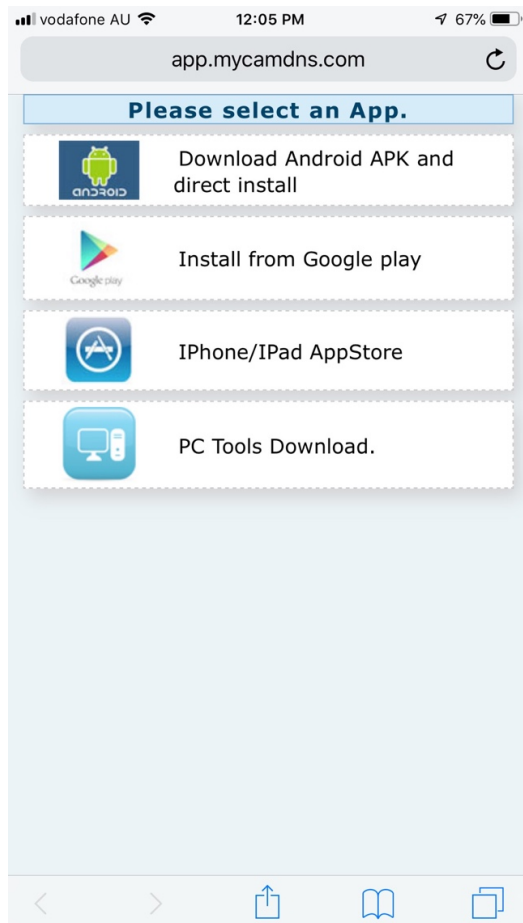 vodafone AU 12:05 PM 67%
app.mycamdns.com
Please select an App.
Download Android APK and
direct install
ANDROID
Install from Google play
Google play
IPhone/IPad AppStore
PC Tools Download.